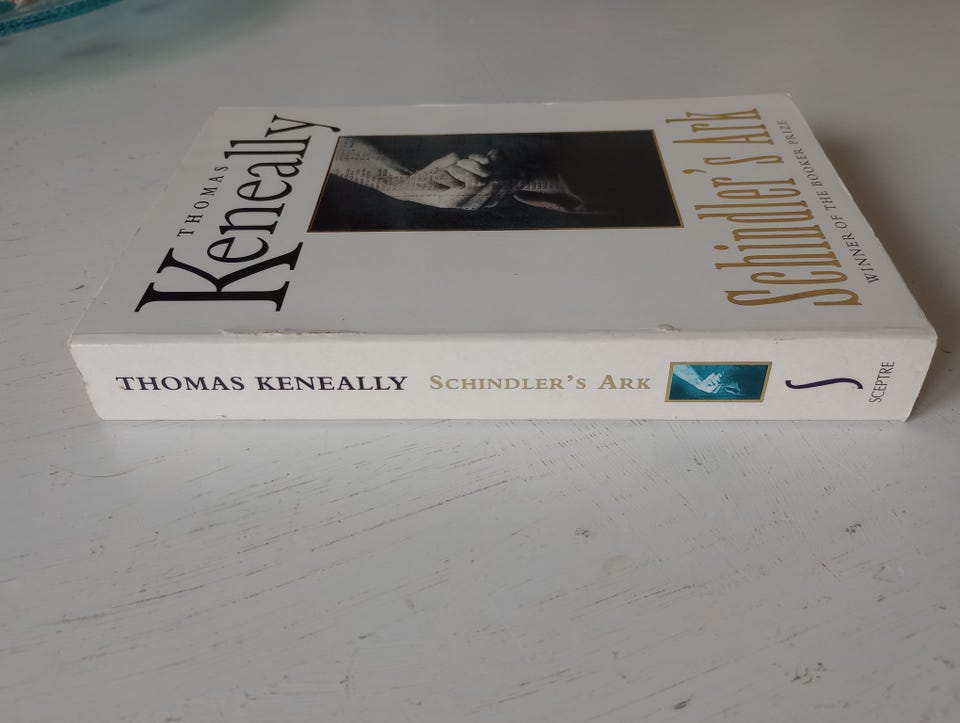 THOMAS
Keneally
Schindler's Ark
WINNER OF THE BOOKER PRIZE
THOMAS KENEALLY SCHINDLER'S ARK
SCEPTRE